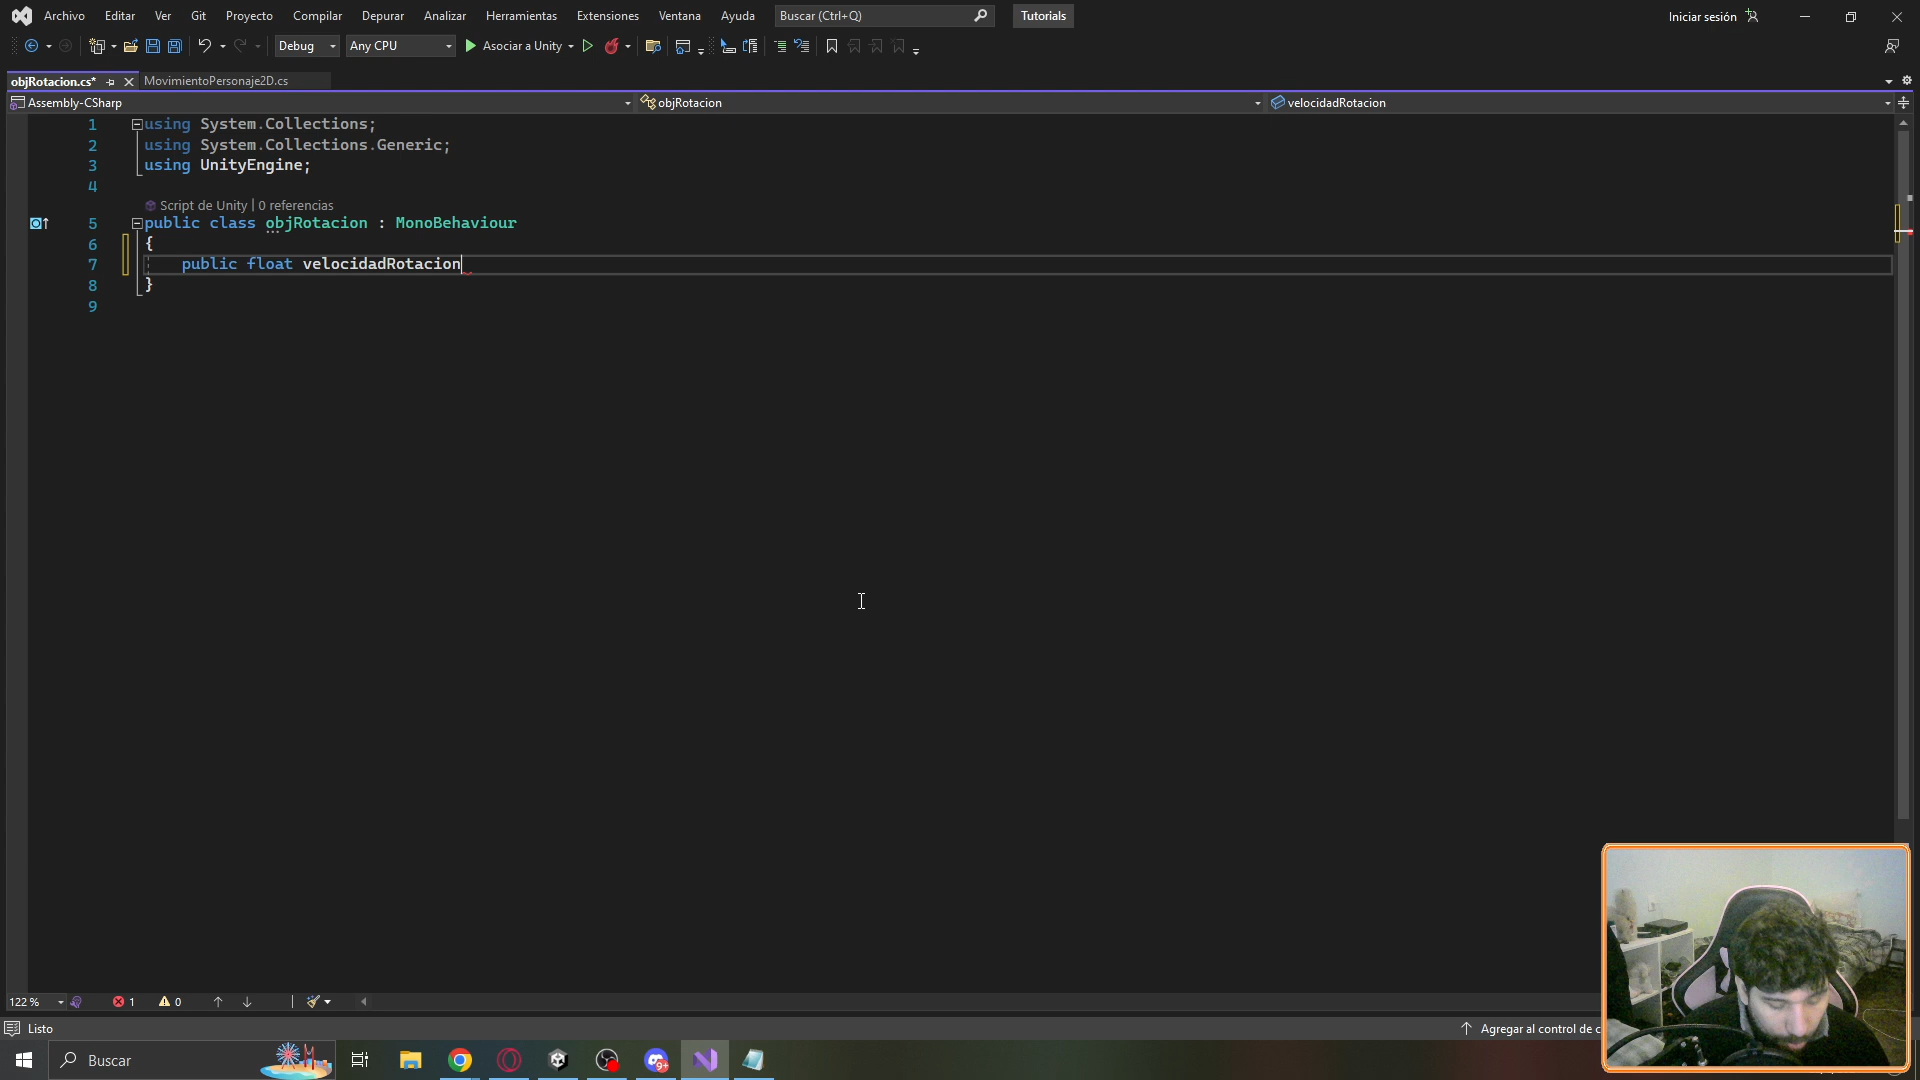 Archivo Editar Ver Git Proyecto Compilar Depurar Analizar Herramientas Extensiones Ventana Ayuda Buscar (Ctrl+Q) Tutorials Iniciar sesión
Debug Any CPU Asociar a Unity
objRotacion.cs* MovimientoPersonaje2D.cs
Assembly-CSharp objRotacion velocidadRotacion
1 using System.Collections;
2 using System.Collections.Generic;
3 using UnityEngine;
4
Script de Unity | 0 referencias
5 public class objRotacion : MonoBehaviour
6 {
7 public float velocidadRotacion
8 }
9
122 % 1 0
Listo Agregar al control de c
Buscar 9+